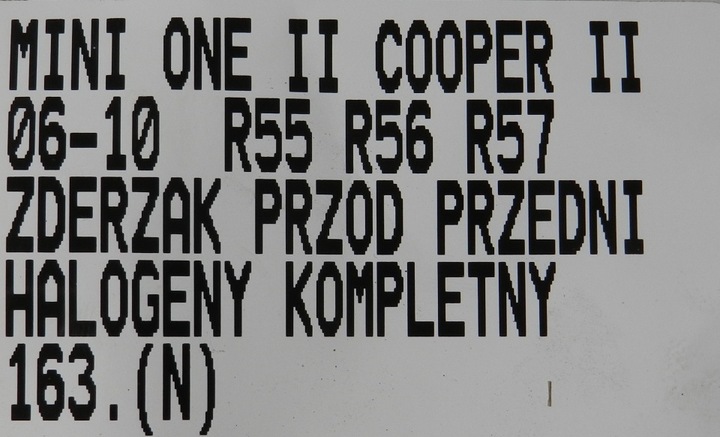 MINI ONE II COOPER II
06-10 R55 R56 R57
ZDERZAK PRZOD PRZEDNI
HALOGENY KOMPLETNY
163.(N)